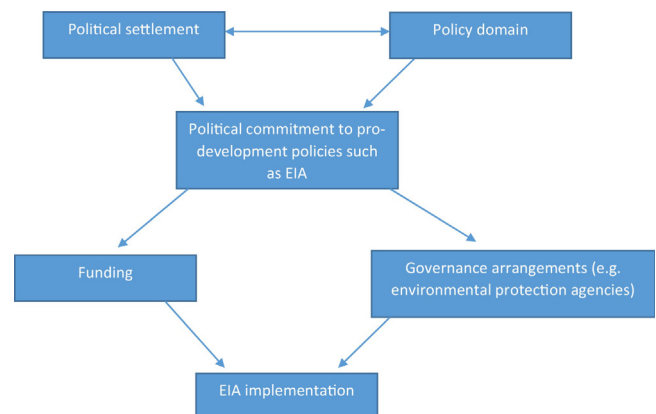 Political settlement
Policy domain
Political commitment to pro-
development policies such
as EIA
Funding
Governance arrangements (e.g.
environmental protection agencies)
EIA implementation